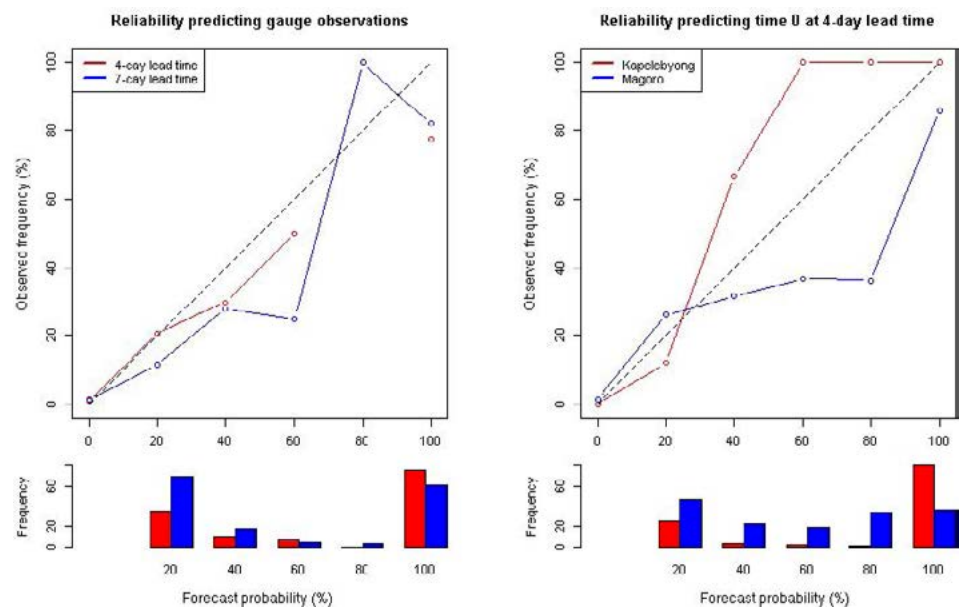 Reliability predicting gauge observations
4-cay lead time
7-cay lead time
Observed frequency (%)
100
80
60
40
20
0
0 20 40 60 80 100
Frequency
60
20
0
20 40 60 80 100
Forecast probability (%)
Reliability predicting time 0 at 4-day lead time
Kapelebyong
Magoro
Observed frequency (%)
100
80
60
40
20
0
0 20 40 60 80 100
Frequency
60
20
0
20 40 60 80 100
Forecast probability (%)